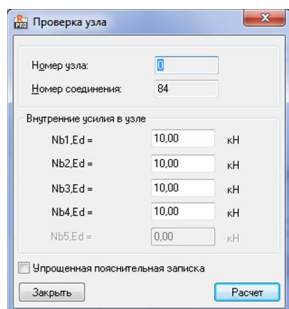 Проверка узла
Номер узла: 0
Номер соединения: 84
Внутренние усилия в узле
Nb1,Ed = 10,00 кН
Nb2,Ed = 10,00 кН
Nb3,Ed = 10,00 кН
Nb4,Ed = 10,00 кН
Nb5,Ed = 0,00 кН
Упрощенная пояснительная записка
Закрыть Расчет